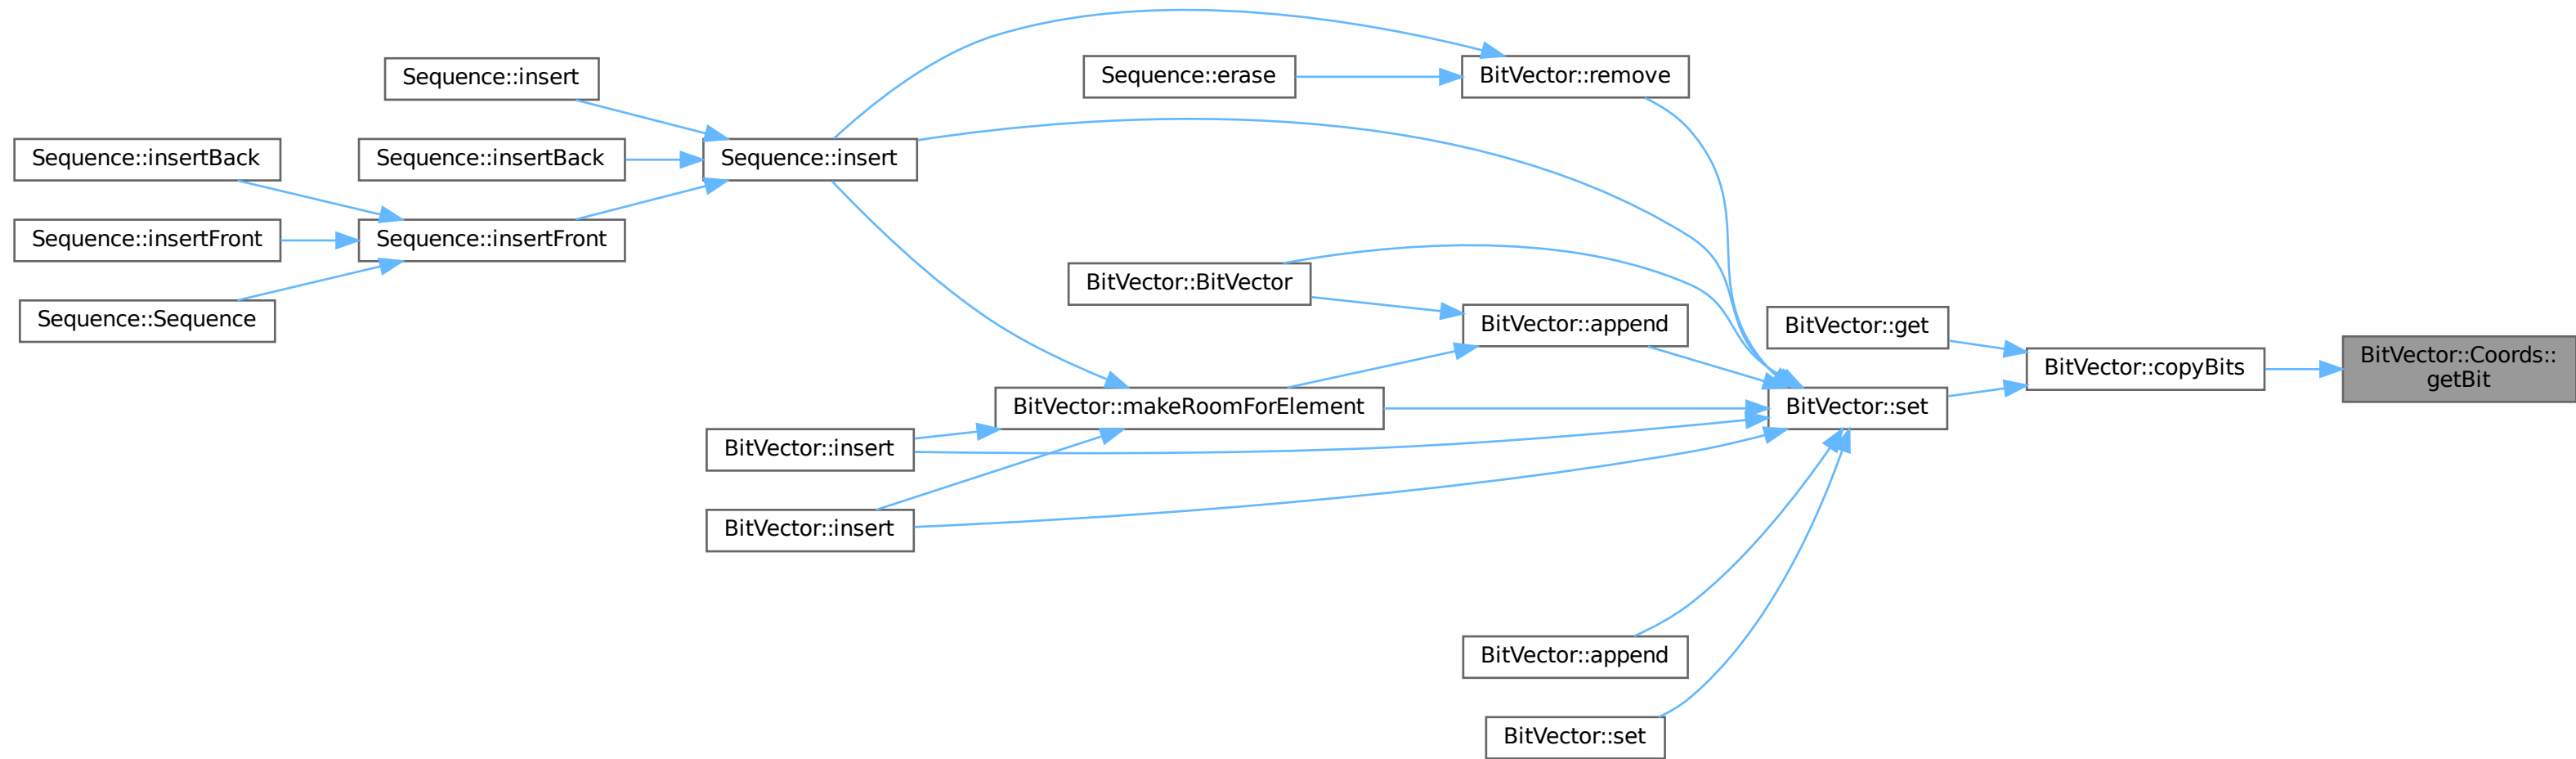 Sequence::insert
Sequence::erase
BitVector::remove
Sequence::insertBack
Sequence::insertBack
Sequence::insert
Sequence::insertFront
Sequence::insertFront
BitVector::BitVector
Sequence::Sequence
BitVector::append
BitVector::get
BitVector::Coords::
getBit
BitVector::copyBits
BitVector::makeRoomForElement
BitVector::set
BitVector::insert
BitVector::insert
BitVector::append
BitVector::set